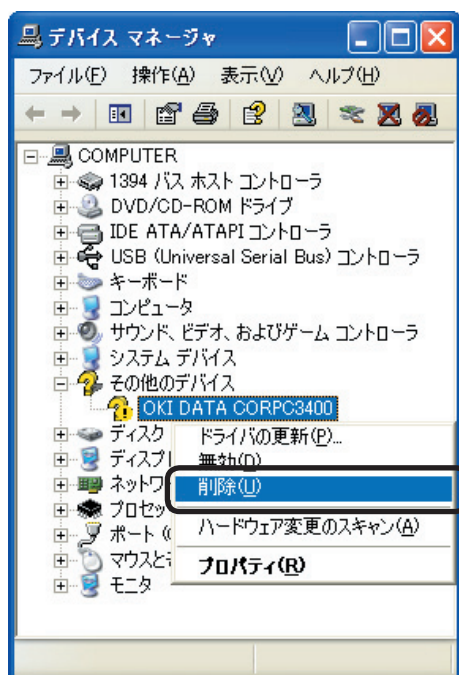 デバイス マネージャ
ファイル(F) 操作(A) 表示(V) ヘルプ(H)
COMPUTER
1394 バス ホスト コントローラ
DVD/CD-ROM ドライブ
IDE ATA/ATAPI コントローラ
USB (Universal Serial Bus) コントローラ
キーボード
コンピュータ
サウンド、ビデオ、およびゲーム コントローラ
システム デバイス
その他のデバイス
OKI DATA CORPC3400
ディスク
ドライバの更新(P)...
ディスプレ
無効(D)
削除(U)
ネットワ
プロセッ
ハードウェア変更のスキャン(A)
ポート (
マウスと
プロパティ(R)
モニタ